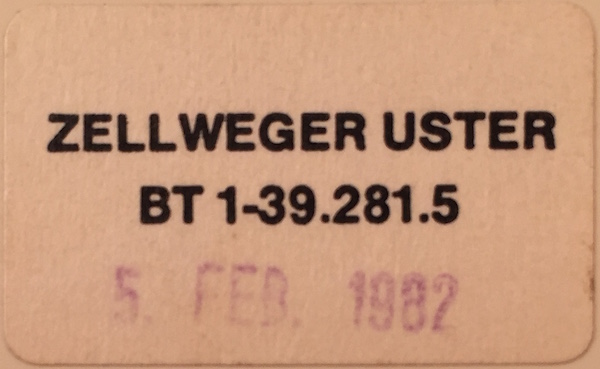 ZELLWEGER USTER
BT 1-39.281.5
5. FEB. 1982